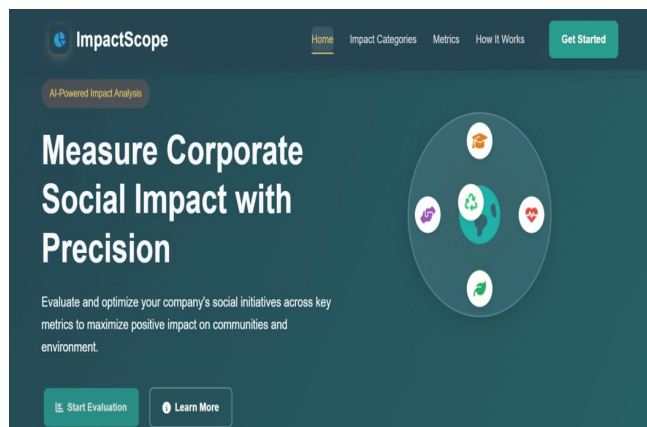 ImpactScope
Home
Impact Categories
Metrics
How It Works
Get Started
AI-Powered Impact Analysis
Measure Corporate
Social Impact with
Precision
Evaluate and optimize your company's social initiatives across key
metrics to maximize positive impact on communities and
environment.
Start Evaluation
Learn More